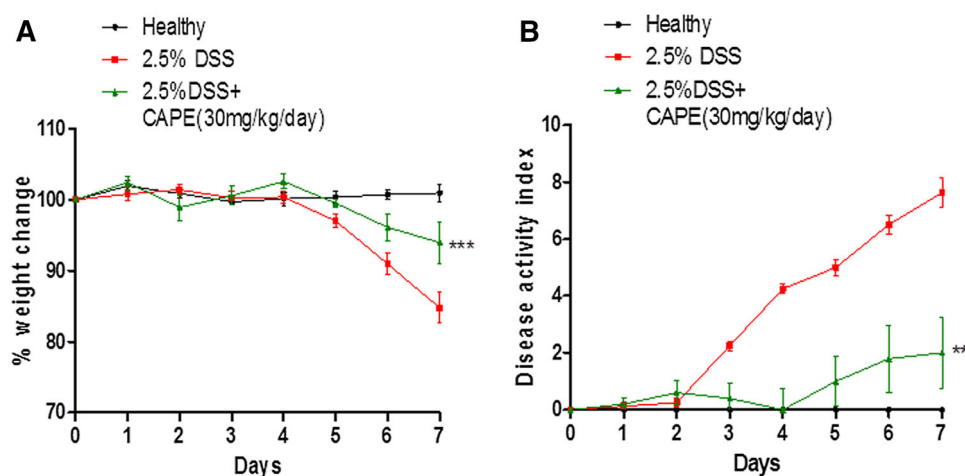 A
Healthy
2.5% DSS
2.5%DSS+
CAPE(30mg/kg/day)
110
100
90
80
70
% weight change
0 1 2 3 4 5 6 7
Days
***
B
Healthy
2.5% DSS
2.5%DSS+
CAPE(30mg/kg/day)
10
8
6
4
2
0
Disease activity index
0 1 2 3 4 5 6 7
Days
**